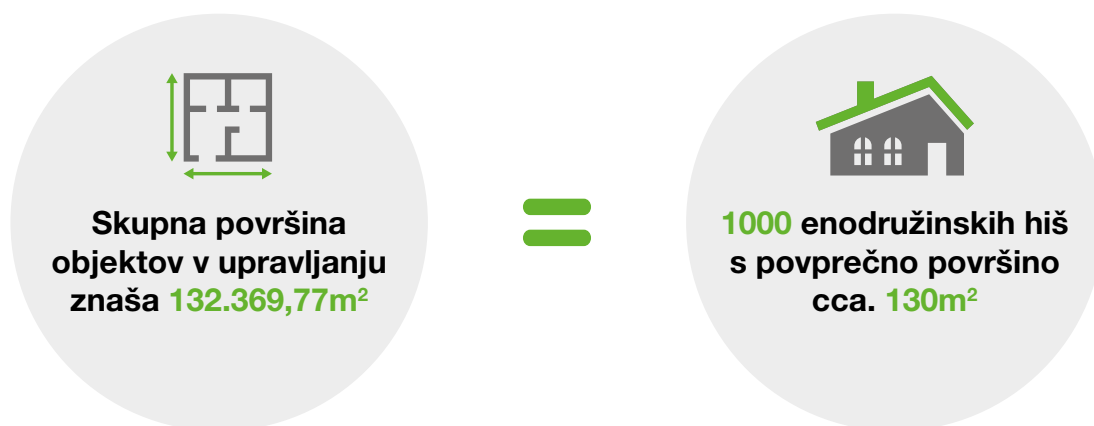 Skupna površina
objektov v upravljanju
znaša 132.369,77m²
1000 enodružinskih hiš
s povprečno površino
cca. 130m²